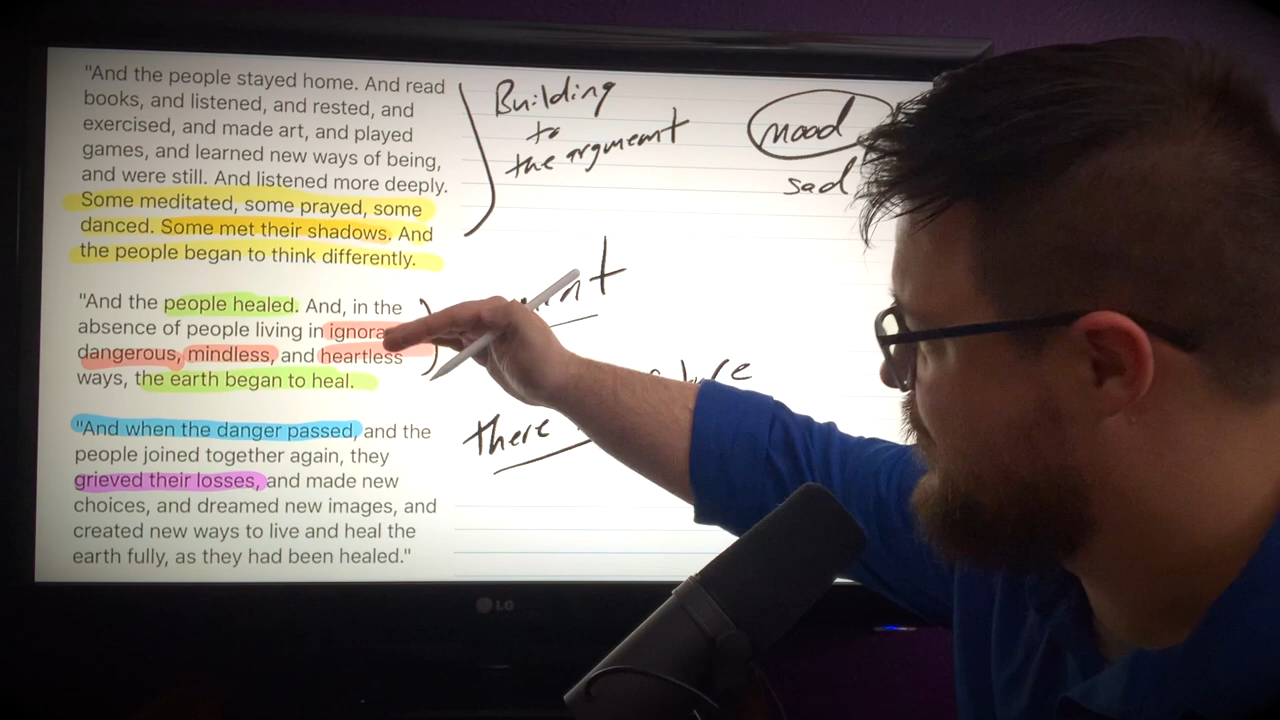 "And the people stayed home. And read
books, and listened, and rested, and
exercised, and made art, and played
games, and learned new ways of being,
and were still. And listened more deeply.
Some meditated, some prayed, some
danced. Some met their shadows. And
the people began to think differently.
"And the people healed. And, in the
absence of people living in
dangerous, mindless, and heartless
ways, the earth began to heal.
"And when the danger passed, and the
people joined together again, they
grieved their losses, and made new
choices, and dreamed new images, and
created new ways to live and heal the
earth fully, as they had been healed."
Building
to
the argument
mood
sad
there
LG